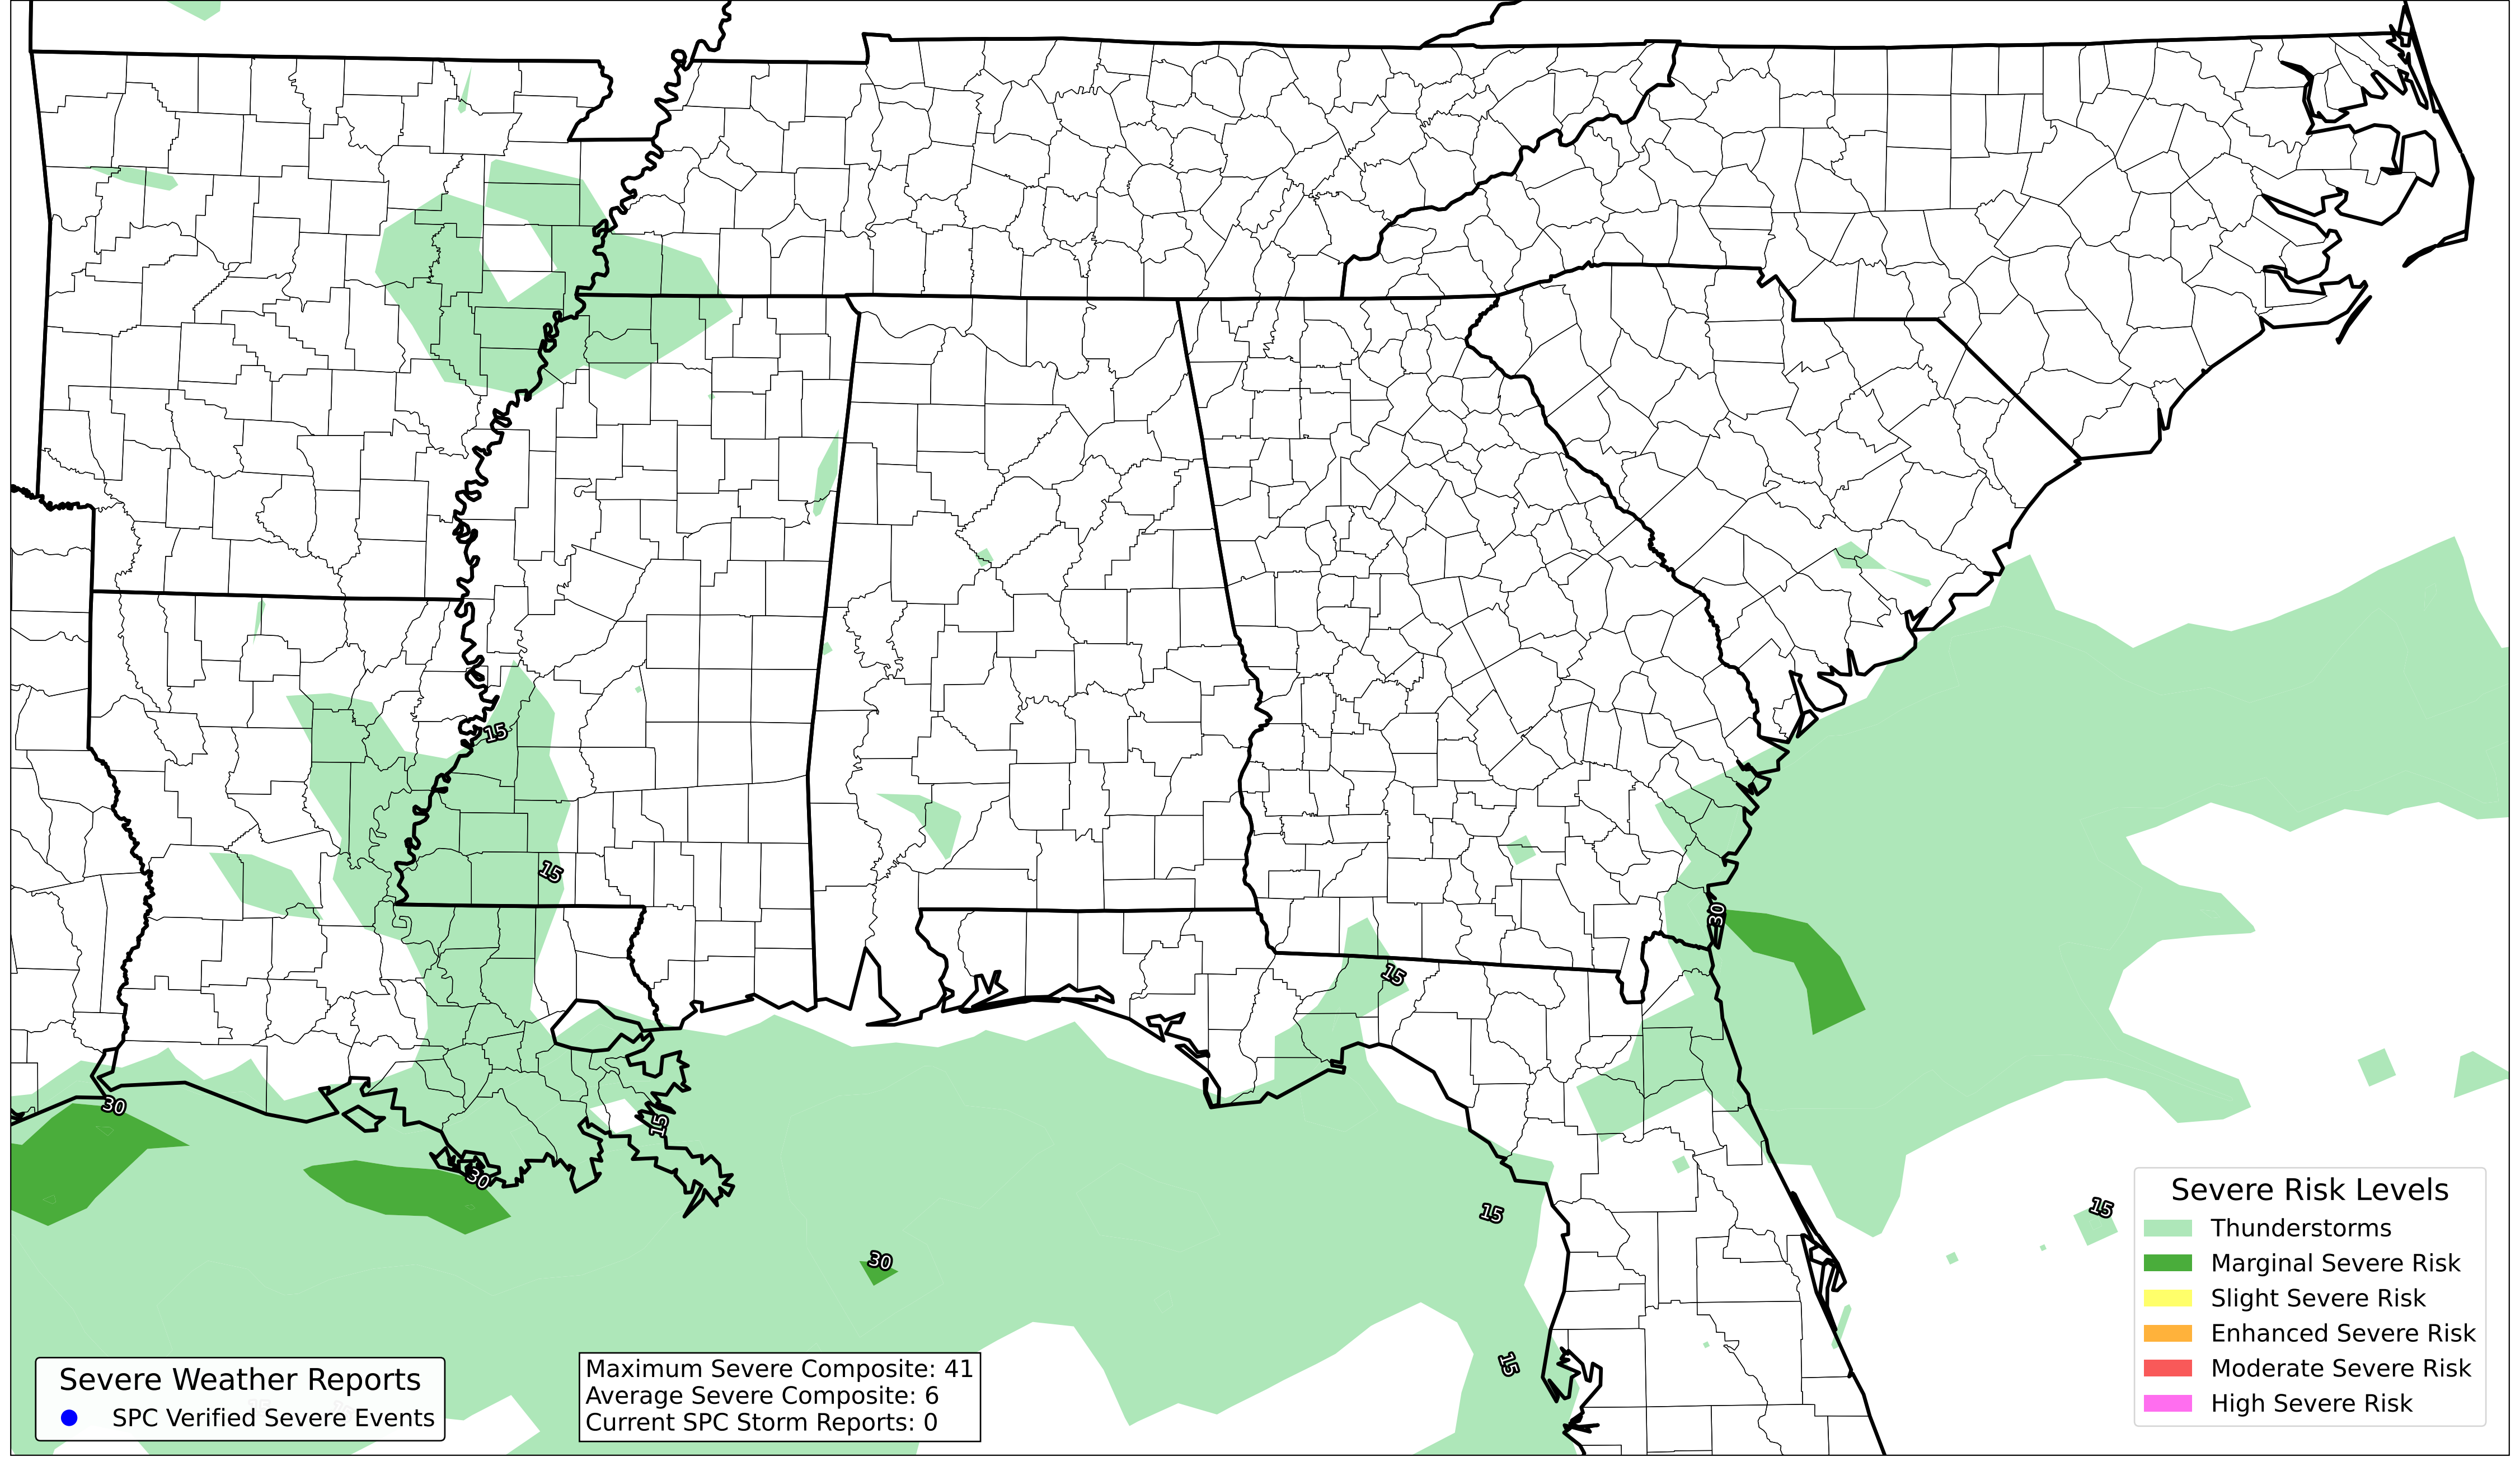 15
15
30
15
30
15
30
15
15
30
15
Severe Risk Levels
Thunderstorms
Marginal Severe Risk
Slight Severe Risk
Enhanced Severe Risk
Moderate Severe Risk
High Severe Risk
Severe Weather Reports
SPC Verified Severe Events
Maximum Severe Composite: 41
Average Severe Composite: 6
Current SPC Storm Reports: 0